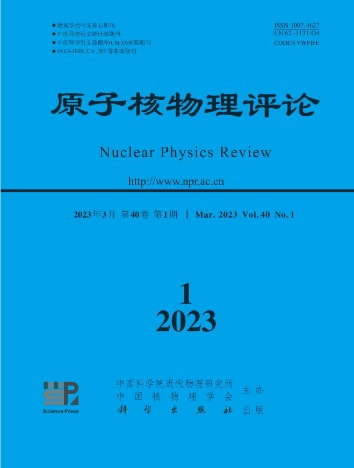 ISSN 1007-4627
CN 62-1131/O4
CODEN YWPIFE
原子核物理评论
Nuclear Physics Review
http://www.npr.ac.cn
2023年3月 第40卷 第1期 | Mar. 2023 Vol. 40 No. 1
1
2023
中国科学院近代物理研究所
中国核物理学会
主办
科学出版社 出版
Science Press